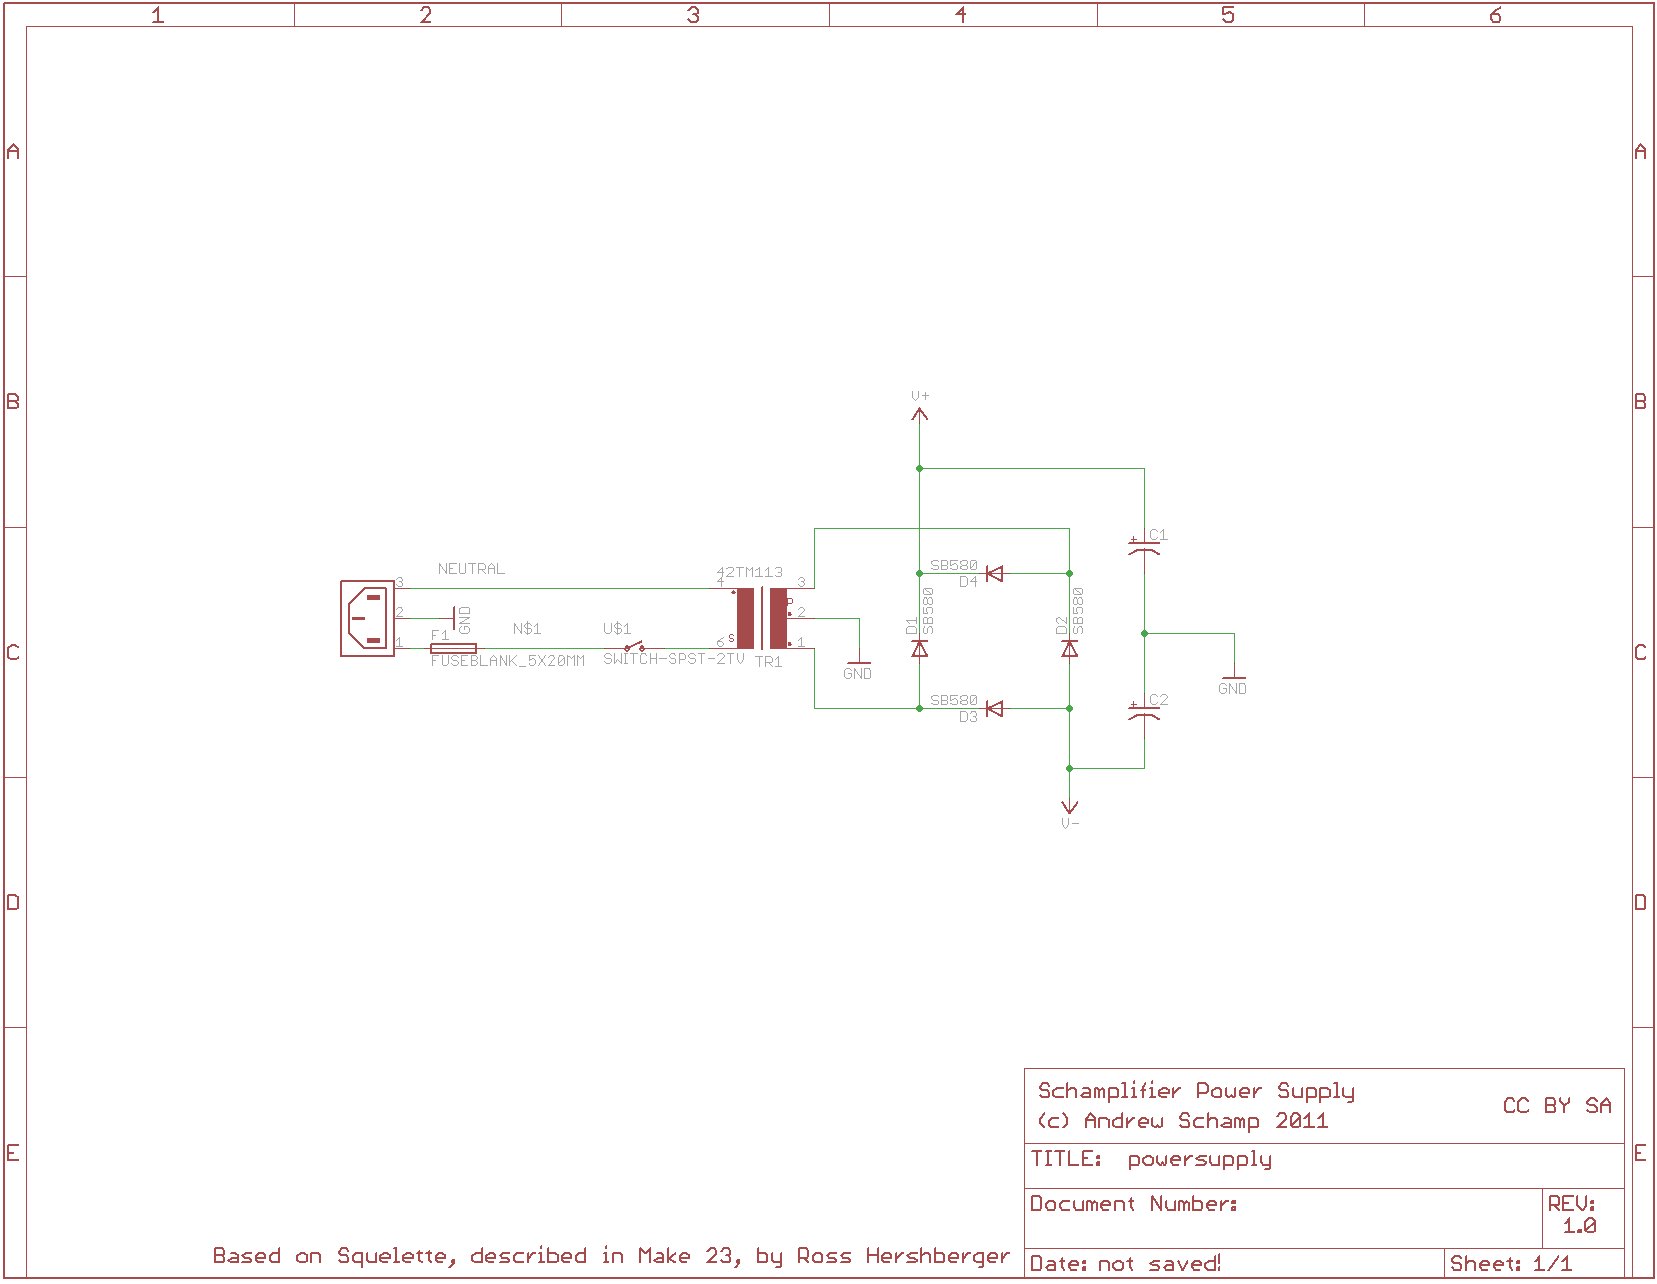 1 2 3 4 5 6
A A
V+
B B
C1
42TM113
NEUTRAL
SB580
D4
3
4
3
P
2
GND
2
D1
SB580
D2
SB580
F1
N$1
U$1
S
1
6
1
C C
FUSEBLANK_5X20MM
SWITCH-SPST-2TV
TR1
GND
GND
SB580
D3
C2
V-
D D
Schamplifier Power Supply
CC BY SA
(c) Andrew Schamp 2011
E E
TITLE: powersupply
Document Number:
REV:
1.0
Based on Squelette, described in Make 23, by Ross Hershberger
Date: not saved!
Sheet: 1/1